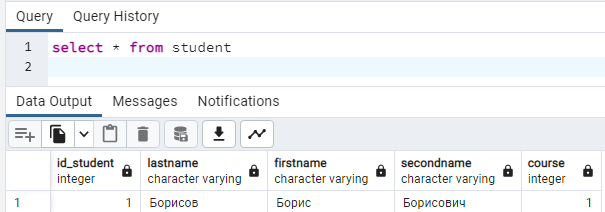 Query Query History
1 select * from student
2
Data Output Messages Notifications
id_student lastname firstname secondname course
integer character varying character varying character varying integer
1 1 Борисов Борис Борисович 1